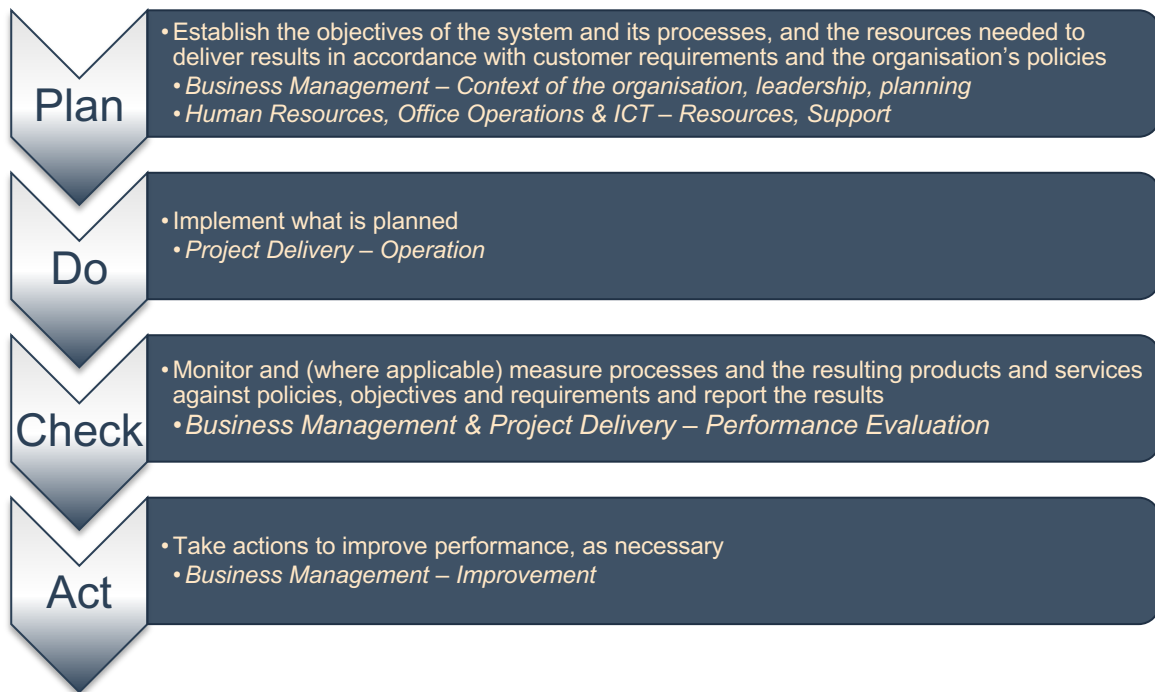 Plan
• Establish the objectives of the system and its processes, and the resources needed to
deliver results in accordance with customer requirements and the organisation's policies
• Business Management – Context of the organisation, leadership, planning
• Human Resources, Office Operations & ICT – Resources, Support
Do
• Implement what is planned
• Project Delivery – Operation
Check
• Monitor and (where applicable) measure processes and the resulting products and services
against policies, objectives and requirements and report the results
• Business Management & Project Delivery – Performance Evaluation
Act
• Take actions to improve performance, as necessary
• Business Management – Improvement